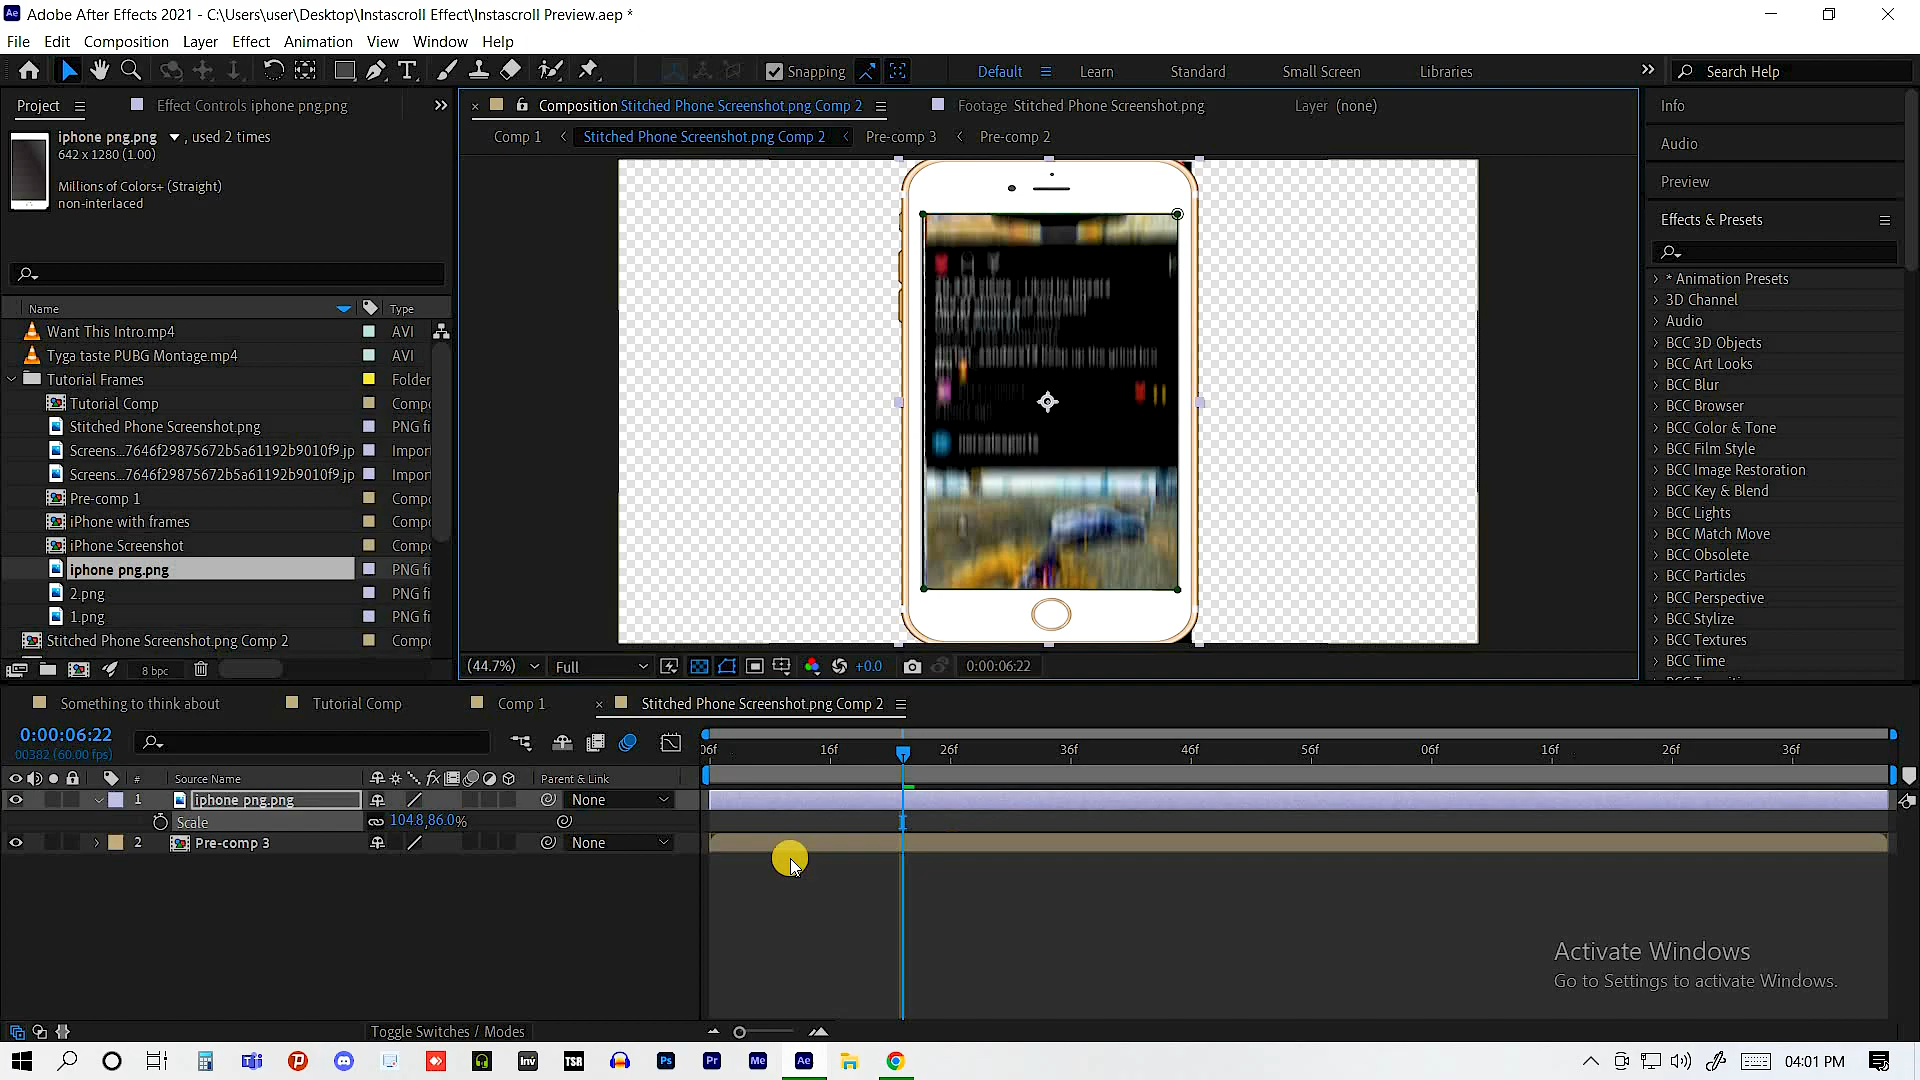 Adobe After Effects 2021 - C:\Users\user\Desktop\Instascroll Effect\Instascroll Preview.aep *
File Edit Composition Layer Effect Animation View Window Help
Snapping Default Learn Standard Small Screen Libraries Search Help
Project Effect Controls iphone png.png
Composition Stitched Phone Screenshot.png Comp 2 Footage Stitched Phone Screenshot.png Layer (none)
Comp 1 Stitched Phone Screenshot.png Comp 2 Pre-comp 3 Pre-comp 2
iphone png.png , used 2 times
642 x 1280 (1.00)
Millions of Colors+ (Straight)
non-interlaced
Name Type
Want This Intro.mp4 AVI
Tyga taste PUBG Montage.mp4 AVI
Tutorial Frames Folder
Tutorial Comp Compo
Stitched Phone Screenshot.png PNG fi
Screens...7646f29875672b5a61192b9010f9.jp Impor
Screens...7646f29875672b5a61192b9010f9.jp Impor
Pre-comp 1 Compo
iPhone with frames Compo
iPhone Screenshot Compo
iphone png.png PNG fi
2.png PNG fi
1.png PNG fi
Stitched Phone Screenshot.png Comp 2 Compo
8 bpc
(44.7%) Full +0.0 0:00:06:22
Info
Audio
Preview
Effects & Presets
* Animation Presets
3D Channel
Audio
BCC 3D Objects
BCC Art Looks
BCC Blur
BCC Browser
BCC Color & Tone
BCC Film Style
BCC Image Restoration
BCC Key & Blend
BCC Lights
BCC Match Move
BCC Obsolete
BCC Particles
BCC Perspective
BCC Stylize
BCC Textures
BCC Time
Something to think about Tutorial Comp Comp 1 Stitched Phone Screenshot.png Comp 2
0:00:06:22
00382 (60.00 fps)
06f 16f 26f 36f 46f 56f 06f 16f 26f 36f
# Source Name Parent & Link
1 iphone png.png None
Scale 104.8,86.0%
2 Pre-comp 3 None
Activate Windows
Go to Settings to activate Windows.
Toggle Switches / Modes
Inv TSR Ps Pr Me Ae 04:01 PM